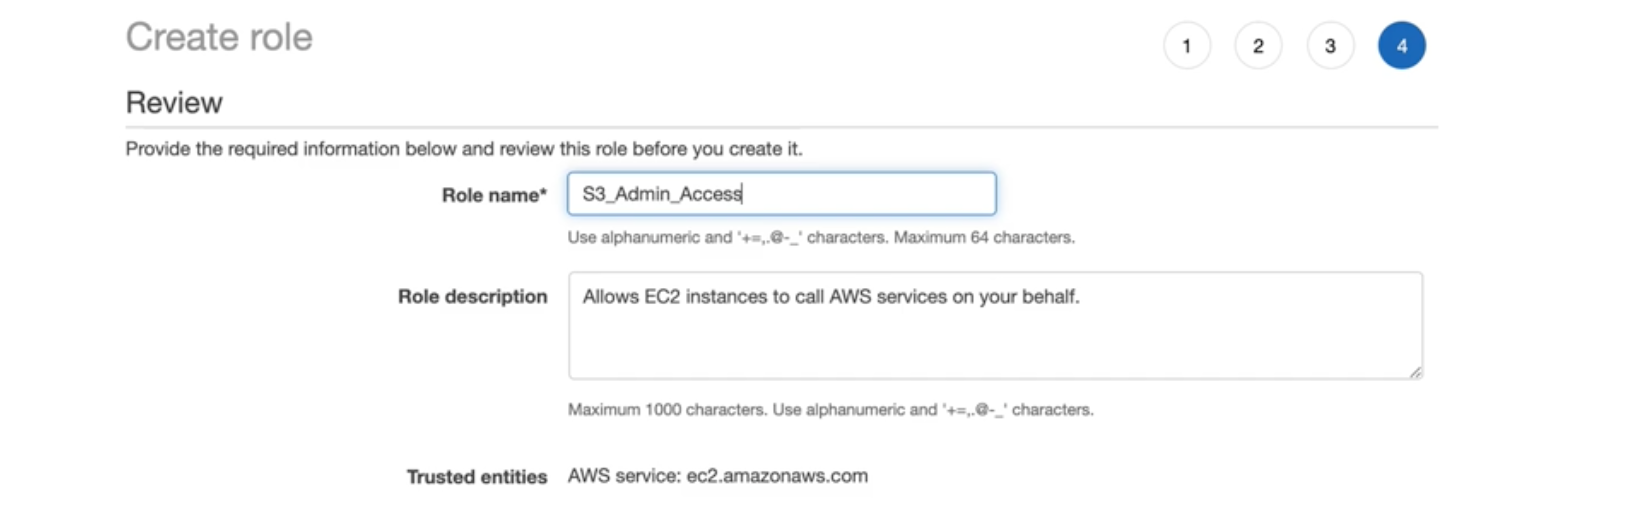 Create role
1 2 3 4
Review
Provide the required information below and review this role before you create it.
Role name* S3_Admin_Access
Use alphanumeric and '+=,.@-_' characters. Maximum 64 characters.
Role description Allows EC2 instances to call AWS services on your behalf.
Maximum 1000 characters. Use alphanumeric and '+=,.@-_' characters.
Trusted entities AWS service: ec2.amazonaws.com